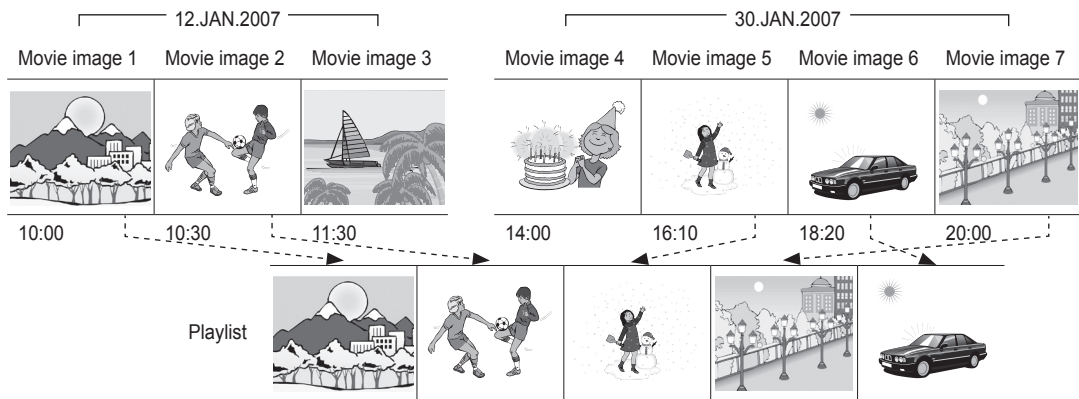 12.JAN.2007 30.JAN.2007
Movie image 1 Movie image 2 Movie image 3 Movie image 4 Movie image 5 Movie image 6 Movie image 7
10:00 10:30 11:30 14:00 16:10 18:20 20:00
Playlist